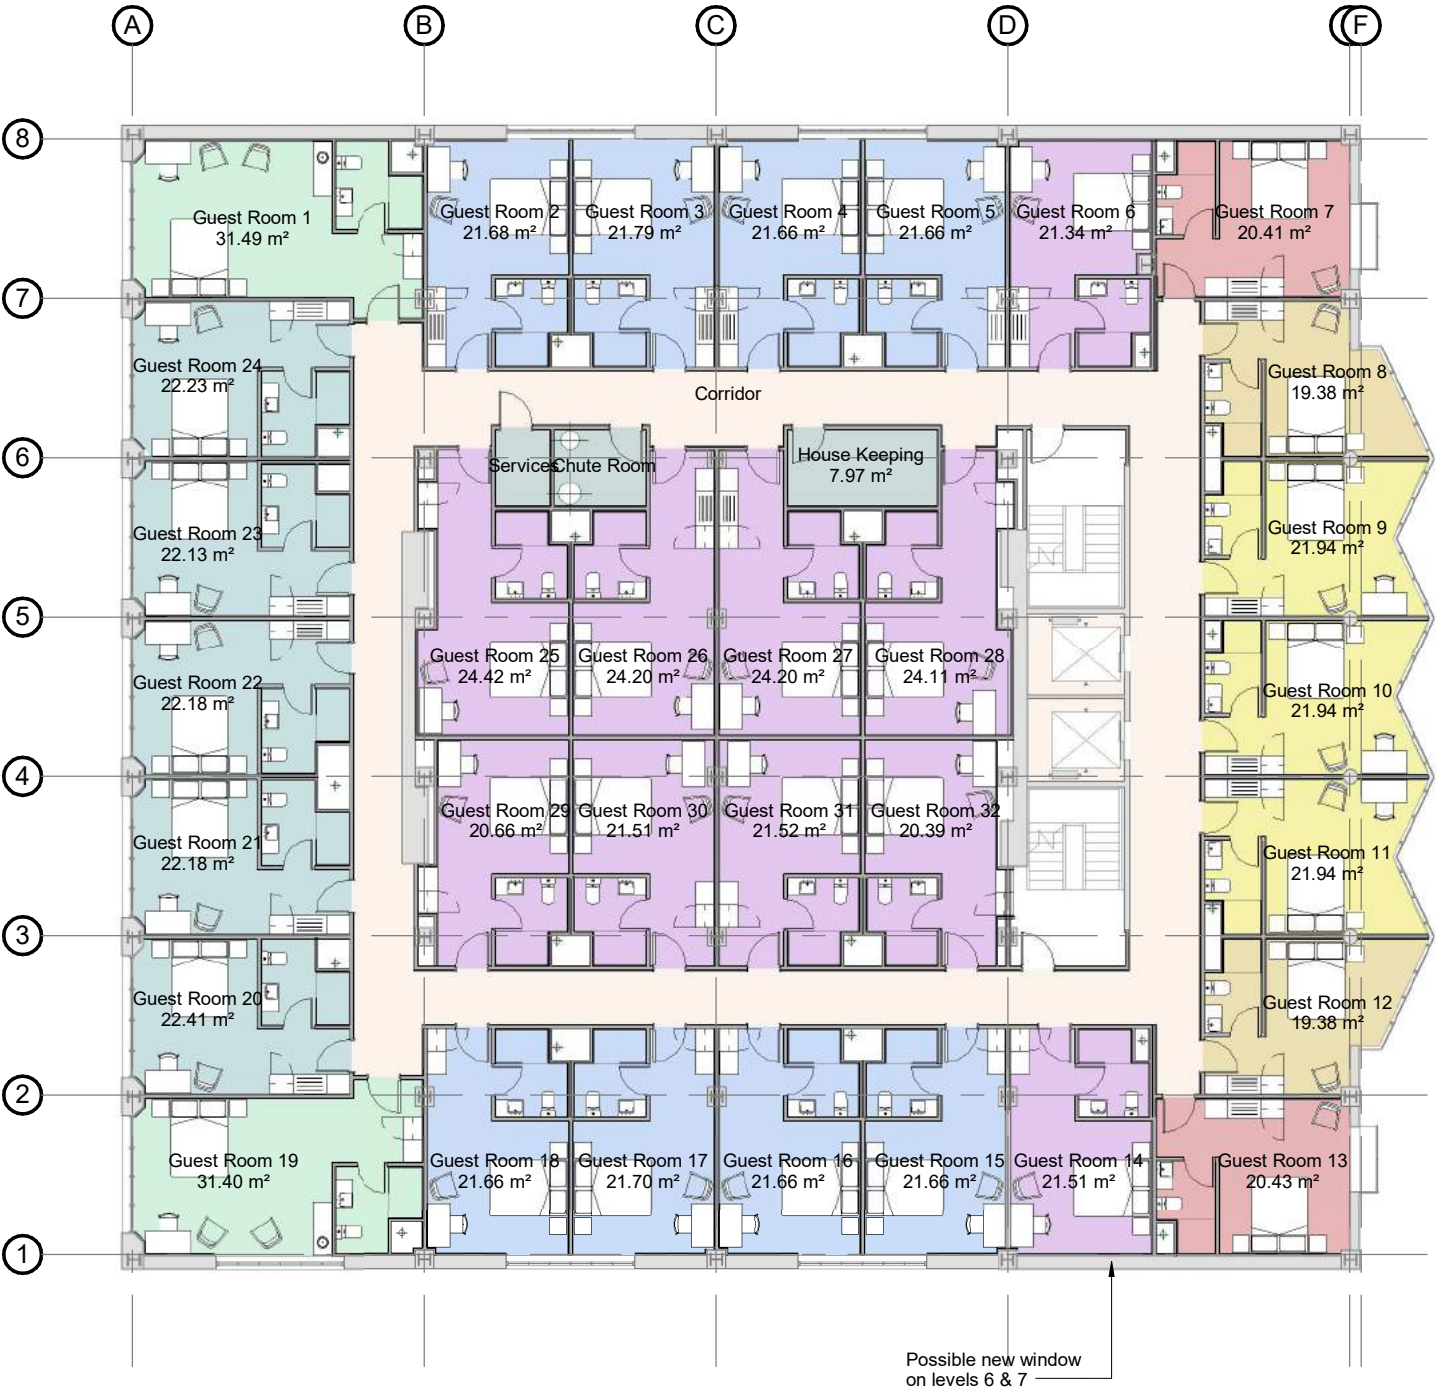 A
B
C
D
F
8
Guest Room 1
31.49 m²
Guest Room 2
21.68 m²
Guest Room 3
21.79 m²
Guest Room 4
21.66 m²
Guest Room 5
21.66 m²
Guest Room 6
21.34 m²
Guest Room 7
20.41 m²
7
Guest Room 24
22.23 m²
Corridor
Guest Room 8
19.38 m²
6
Services
Chute Room
House Keeping
7.97 m²
Guest Room 23
22.13 m²
Guest Room 9
21.94 m²
5
Guest Room 22
22.18 m²
Guest Room 25
24.42 m²
Guest Room 26
24.20 m²
Guest Room 27
24.20 m²
Guest Room 28
24.11 m²
Guest Room 10
21.94 m²
4
Guest Room 21
22.18 m²
Guest Room 29
20.66 m²
Guest Room 30
21.51 m²
Guest Room 31
21.52 m²
Guest Room 32
20.39 m²
Guest Room 11
21.94 m²
3
Guest Room 20
22.41 m²
Guest Room 12
19.38 m²
2
Guest Room 19
31.40 m²
Guest Room 18
21.66 m²
Guest Room 17
21.70 m²
Guest Room 16
21.66 m²
Guest Room 15
21.66 m²
Guest Room 14
21.51 m²
Guest Room 13
20.43 m²
1
Possible new window
on levels 6 & 7